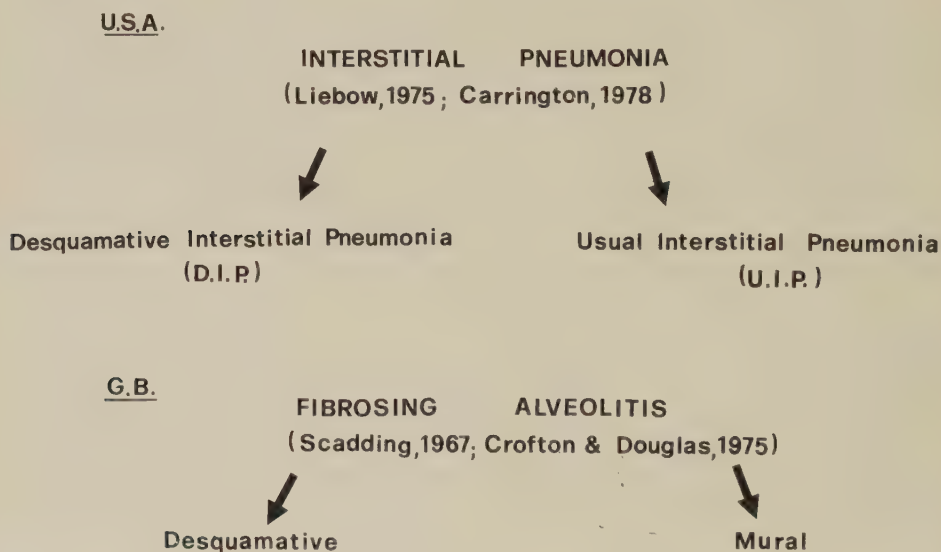 U.S.A.
INTERSTITIAL PNEUMONIA
(Liebow,1975; Carrington,1978)
Desquamative Interstitial Pneumonia
(D.I.P.)
Usual Interstitial Pneumonia
(U.I.P.)
G.B.
FIBROSING ALVEOLITIS
(Scadding,1967; Crofton & Douglas,1975)
Desquamative
Mural